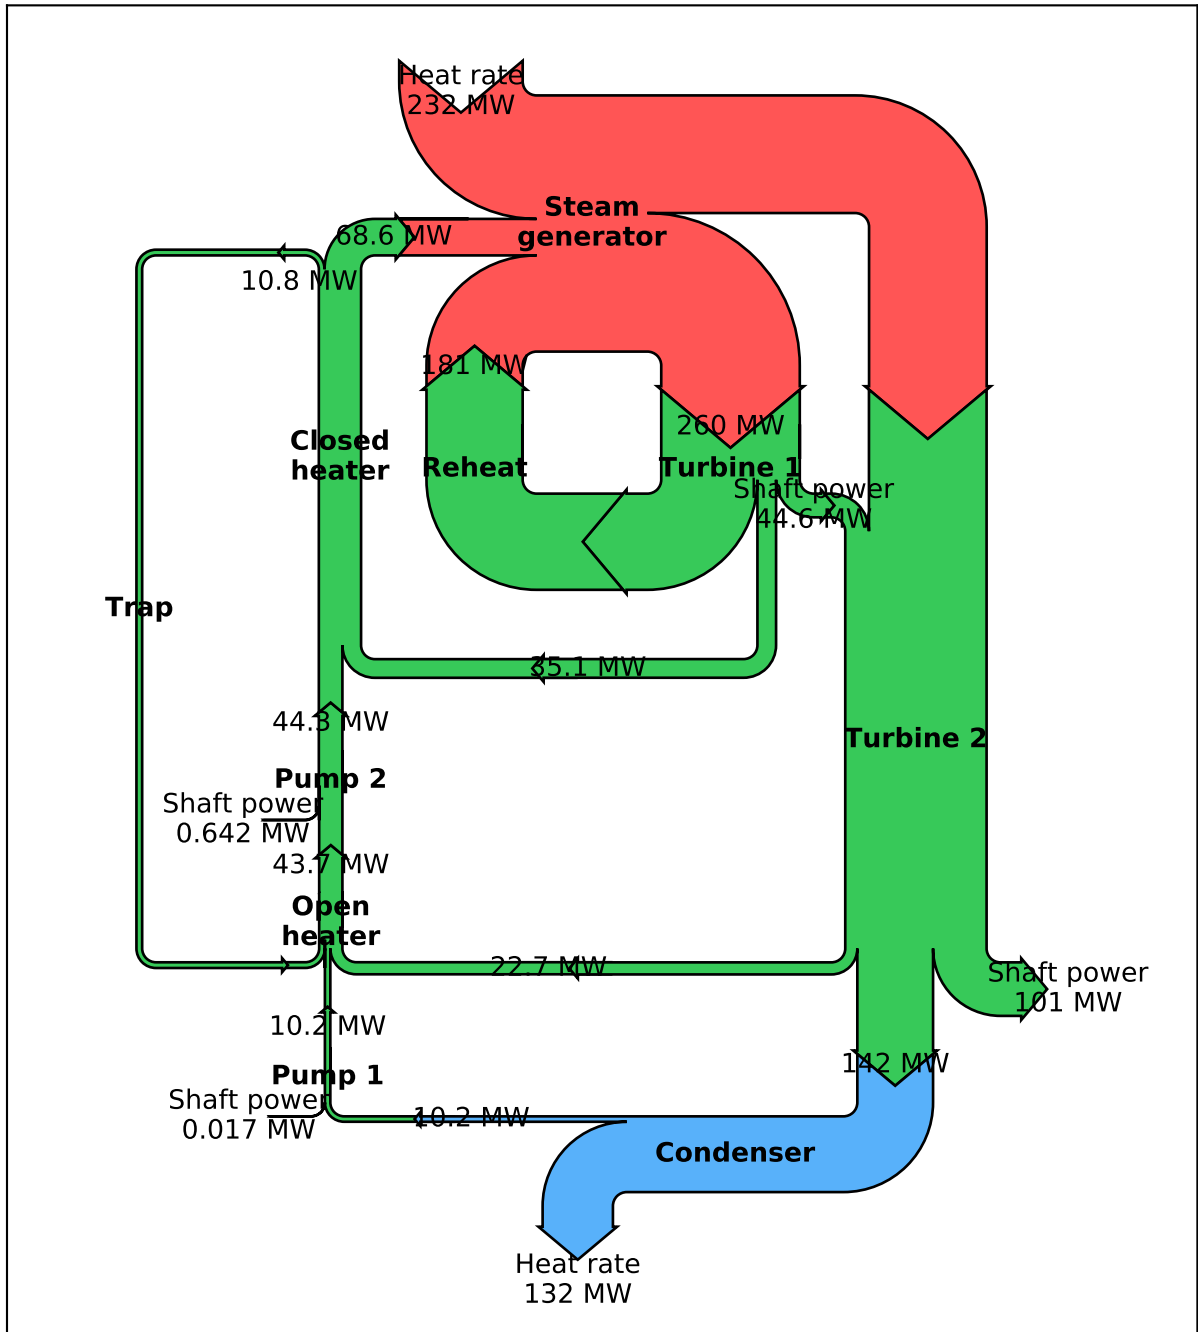 Heat rate
232 MW
Steam
generator
68.6 MW
10.8 MW
181 MW
260 MW
Closed
heater
Reheat
Turbine 1
Shaft power
44.6 MW
Trap
35.1 MW
44.3 MW
Turbine 2
Pump 2
Shaft power
0.642 MW
43.7 MW
Open
heater
22.7 MW
Shaft power
101 MW
10.2 MW
142 MW
Pump 1
Shaft power
0.017 MW
10.2 MW
Condenser
Heat rate
132 MW